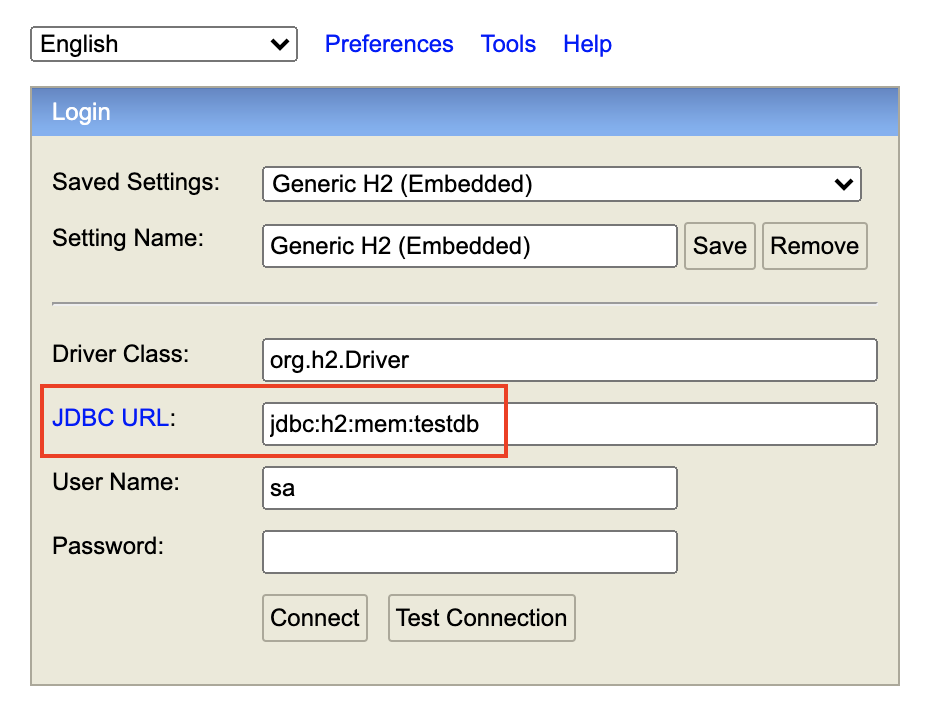 English Preferences Tools Help
Login
Saved Settings: Generic H2 (Embedded)
Setting Name: Generic H2 (Embedded) Save Remove
Driver Class: org.h2.Driver
JDBC URL: jdbc:h2:mem:testdb
User Name: sa
Password:
Connect Test Connection